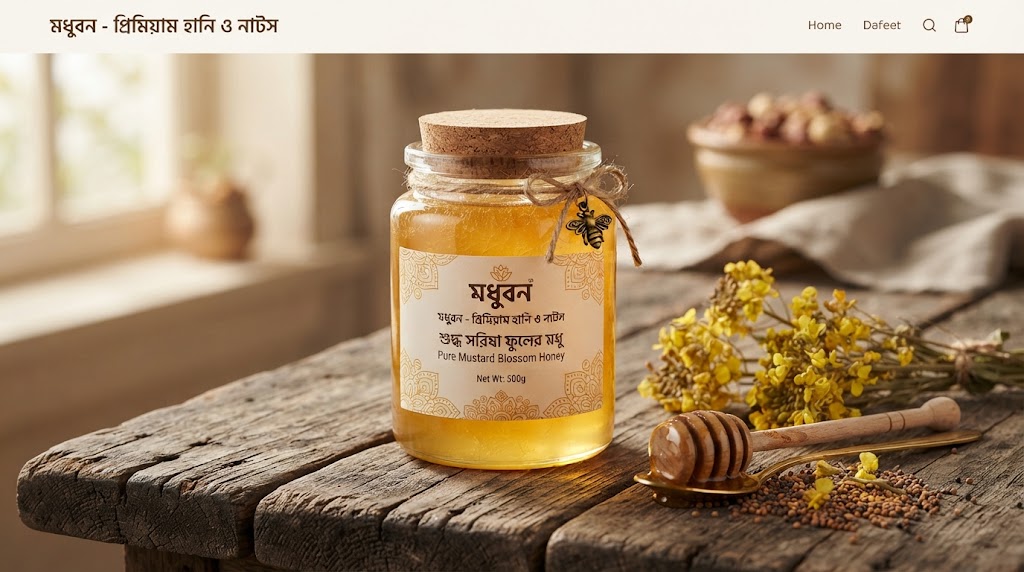 মধুবন - প্রিমিয়াম হানি ও নাটস
Home Dafeet
0
মধুবন
মধুবন - প্রিমিয়াম হানি ও নাটস
শুদ্ধ সরিষা ফুলের মধু
Pure Mustard Blossom Honey
Net Wt: 500g